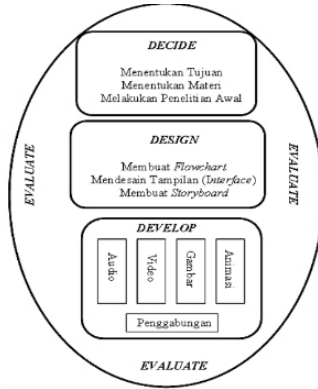 DECIDE
Menentukan Tujuan
Menentukan Materi
Melakukan Penelitian Awal
EVALUATE
EVALUATE
DESIGN
Membuat Flowchart
Mendesain Tampilan (Interface)
Membuat Storyboard
DEVELOP
Audio
Video
Gambar
Animasi
Penggabungan
EVALUATE